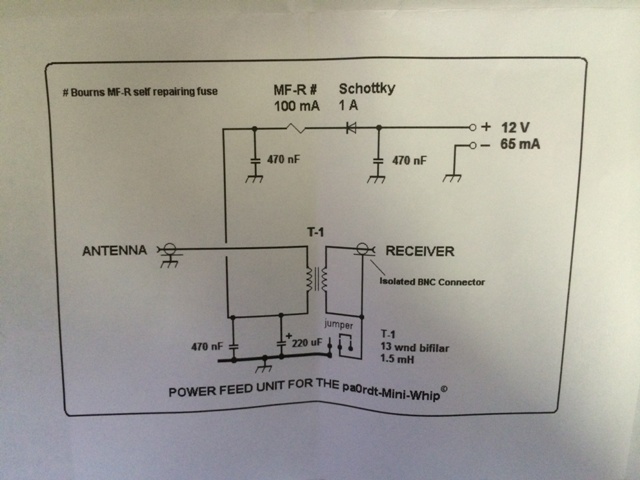 # Bourns MF-R self repairing fuse
MF-R #
100 mA
Schottky
1 A
+ 12 V
- 65 mA
470 nF
470 nF
ANTENNA
T-1
RECEIVER
Isolated BNC Connector
470 nF
+
220 uF
jumper
T-1
13 wnd bifilar
1.5 mH
POWER FEED UNIT FOR THE pa0rdt-Mini-Whip©